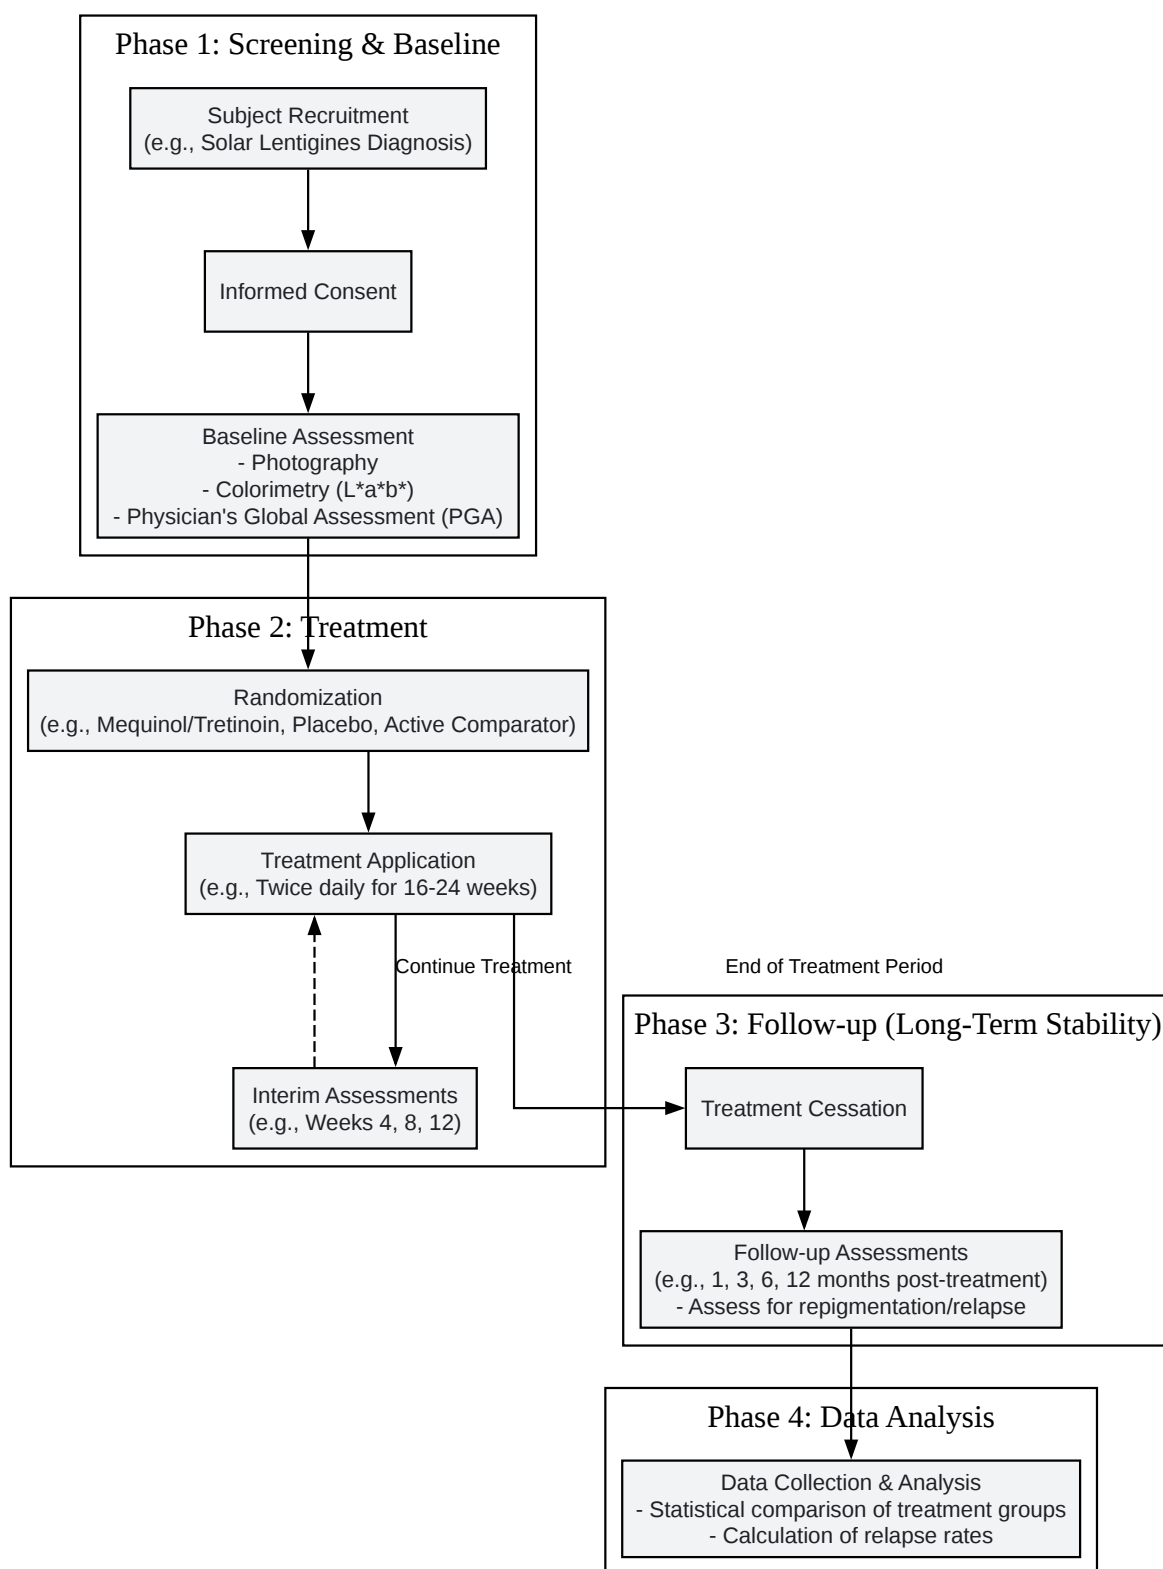 Phase 1: Screening & Baseline
Subject Recruitment
(e.g., Solar Lentigines Diagnosis)
Informed Consent
Baseline Assessment
- Photography
- Colorimetry (L*a*b*)
- Physician's Global Assessment (PGA)
Phase 2: Treatment
Randomization
(e.g., Mequinol/Tretinoin, Placebo, Active Comparator)
Treatment Application
(e.g., Twice daily for 16-24 weeks)
Continue Treatment
End of Treatment Period
Interim Assessments
(e.g., Weeks 4, 8, 12)
Phase 3: Follow-up (Long-Term Stability)
Treatment Cessation
Follow-up Assessments
(e.g., 1, 3, 6, 12 months post-treatment)
- Assess for repigmentation/relapse
Phase 4: Data Analysis
Data Collection & Analysis
- Statistical comparison of treatment groups
- Calculation of relapse rates